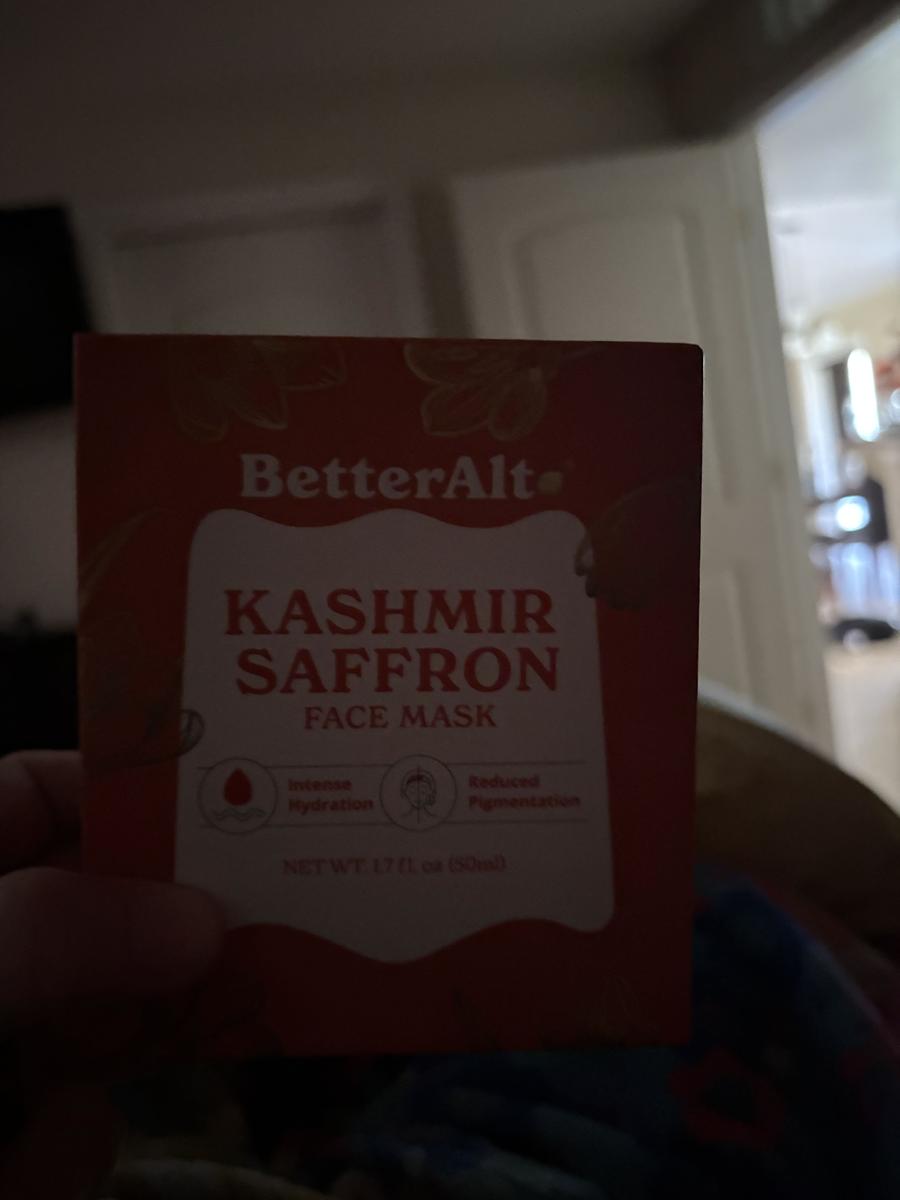 BetterAlt
KASHMIR
SAFFRON
FACE MASK
Intense
Hydration
Reduced
Pigmentation
NET WT. 1.7 fl. oz (50ml)